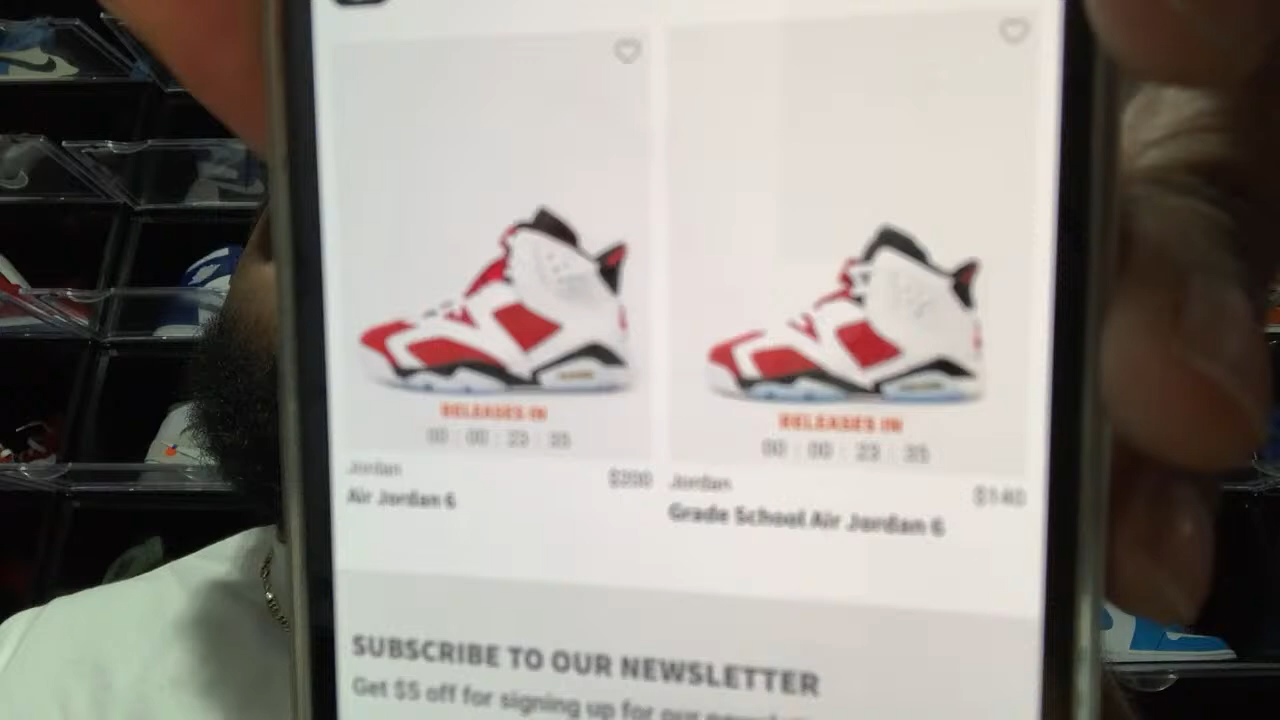 RELEASES IN
00 | 00 | 23 | 35
Jordan
$200
Air Jordan 6
RELEASES IN
00 | 00 | 23 | 35
Jordan
$140
Grade School Air Jordan 6
SUBSCRIBE TO OUR NEWSLETTER
Get $5 off for signing up for our